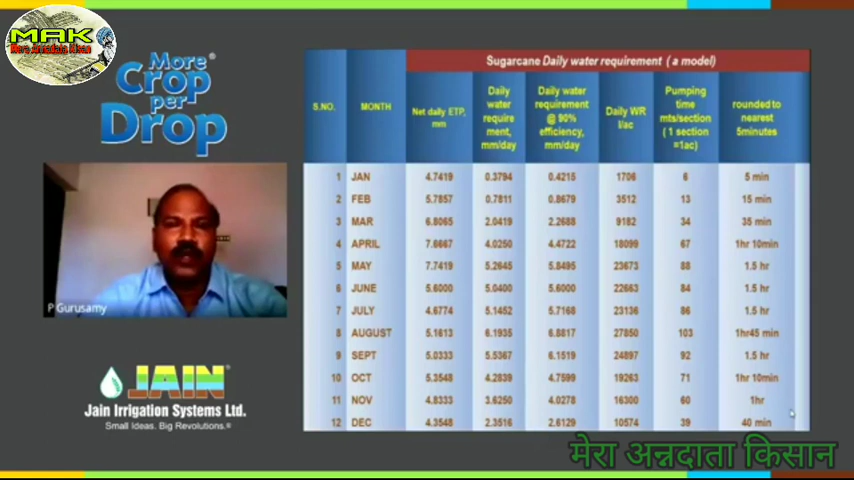 MAK
Mera Annadata Kisan
More
Crop
per
Drop
P Gurusamy
JAIN
Jain Irrigation Systems Ltd.
Small Ideas. Big Revolutions.®
Sugarcane Daily water requirement ( a model)
S.NO. MONTH Net daily ETP, mm Daily water require ment, mm/day Daily water requirement @ 90% efficiency, mm/day Daily WR l/ac Pumping time mts/section ( 1 section =1ac) rounded to nearest 5minutes
1 JAN 4.7419 0.3794 0.4215 1706 6 5 min
2 FEB 5.7857 0.7811 0.8679 3512 13 15 min
3 MAR 6.8065 2.0419 2.2688 9182 34 35 min
4 APRIL 7.6667 4.0250 4.4722 18099 67 1hr 10min
5 MAY 7.7419 5.2645 5.8495 23673 88 1.5 hr
6 JUNE 5.6000 5.0400 5.6000 22663 84 1.5 hr
7 JULY 4.6774 5.1452 5.7168 23136 86 1.5 hr
8 AUGUST 5.1613 6.1935 6.8817 27850 103 1hr45 min
9 SEPT 5.0333 5.5367 6.1519 24897 92 1.5 hr
10 OCT 5.3548 4.2839 4.7599 19263 71 1hr 10min
11 NOV 4.8333 3.6250 4.0278 16300 60 1hr
12 DEC 4.3548 2.3516 2.6129 10574 39 40 min
मेरा अन्नदाता किसान